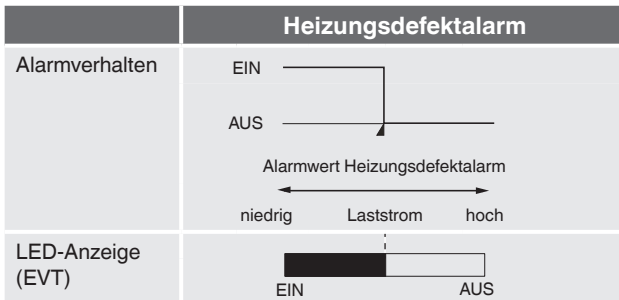 Heizungsdefektalarm
Alarmverhalten
EIN
AUS
Alarmwert Heizungsdefektalarm
niedrig Laststrom hoch
LED-Anzeige
(EVT)
EIN AUS